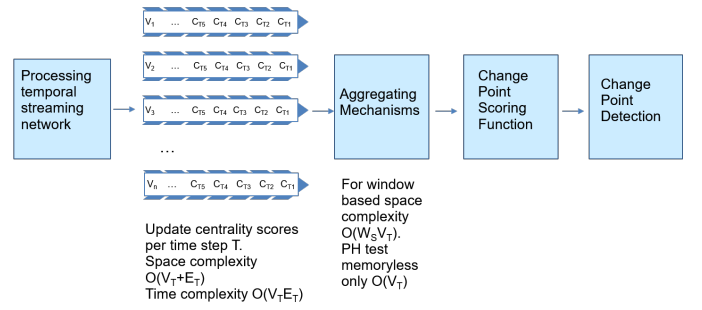 Processing
temporal
streaming
network
V1 ... CT5 CT4 CT3 CT2 CT1
V2 ... CT5 CT4 CT3 CT2 CT1
V3 ... CT5 CT4 CT3 CT2 CT1
...
Vn ... CT5 CT4 CT3 CT2 CT1
Update centrality scores
per time step T.
Space complexity
O(VT+ET)
Time complexity O(VTET)
Aggregating
Mechanisms
For window
based space
complexity
O(WSVT).
PH test
memoryless
only O(VT)
Change
Point
Scoring
Function
Change
Point
Detection